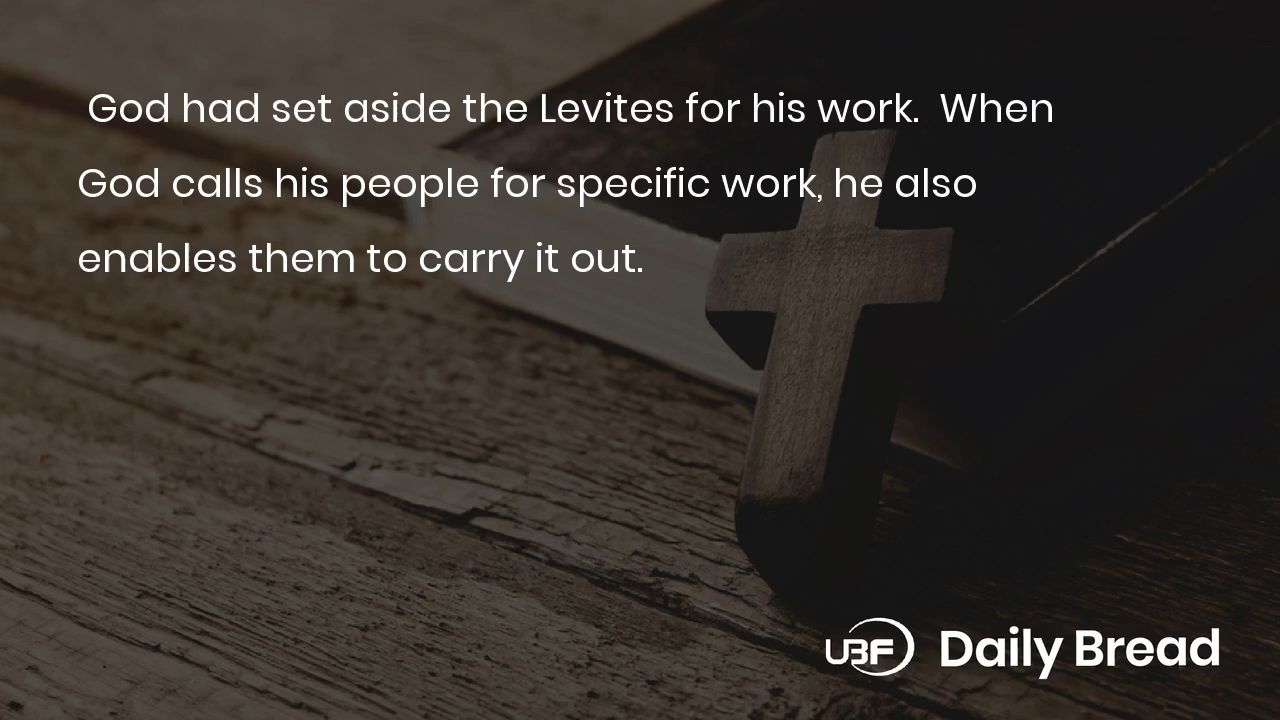 God had set aside the Levites for his work.  When
God calls his people for specific work, he also
enables them to carry it out.
UBF Daily Bread